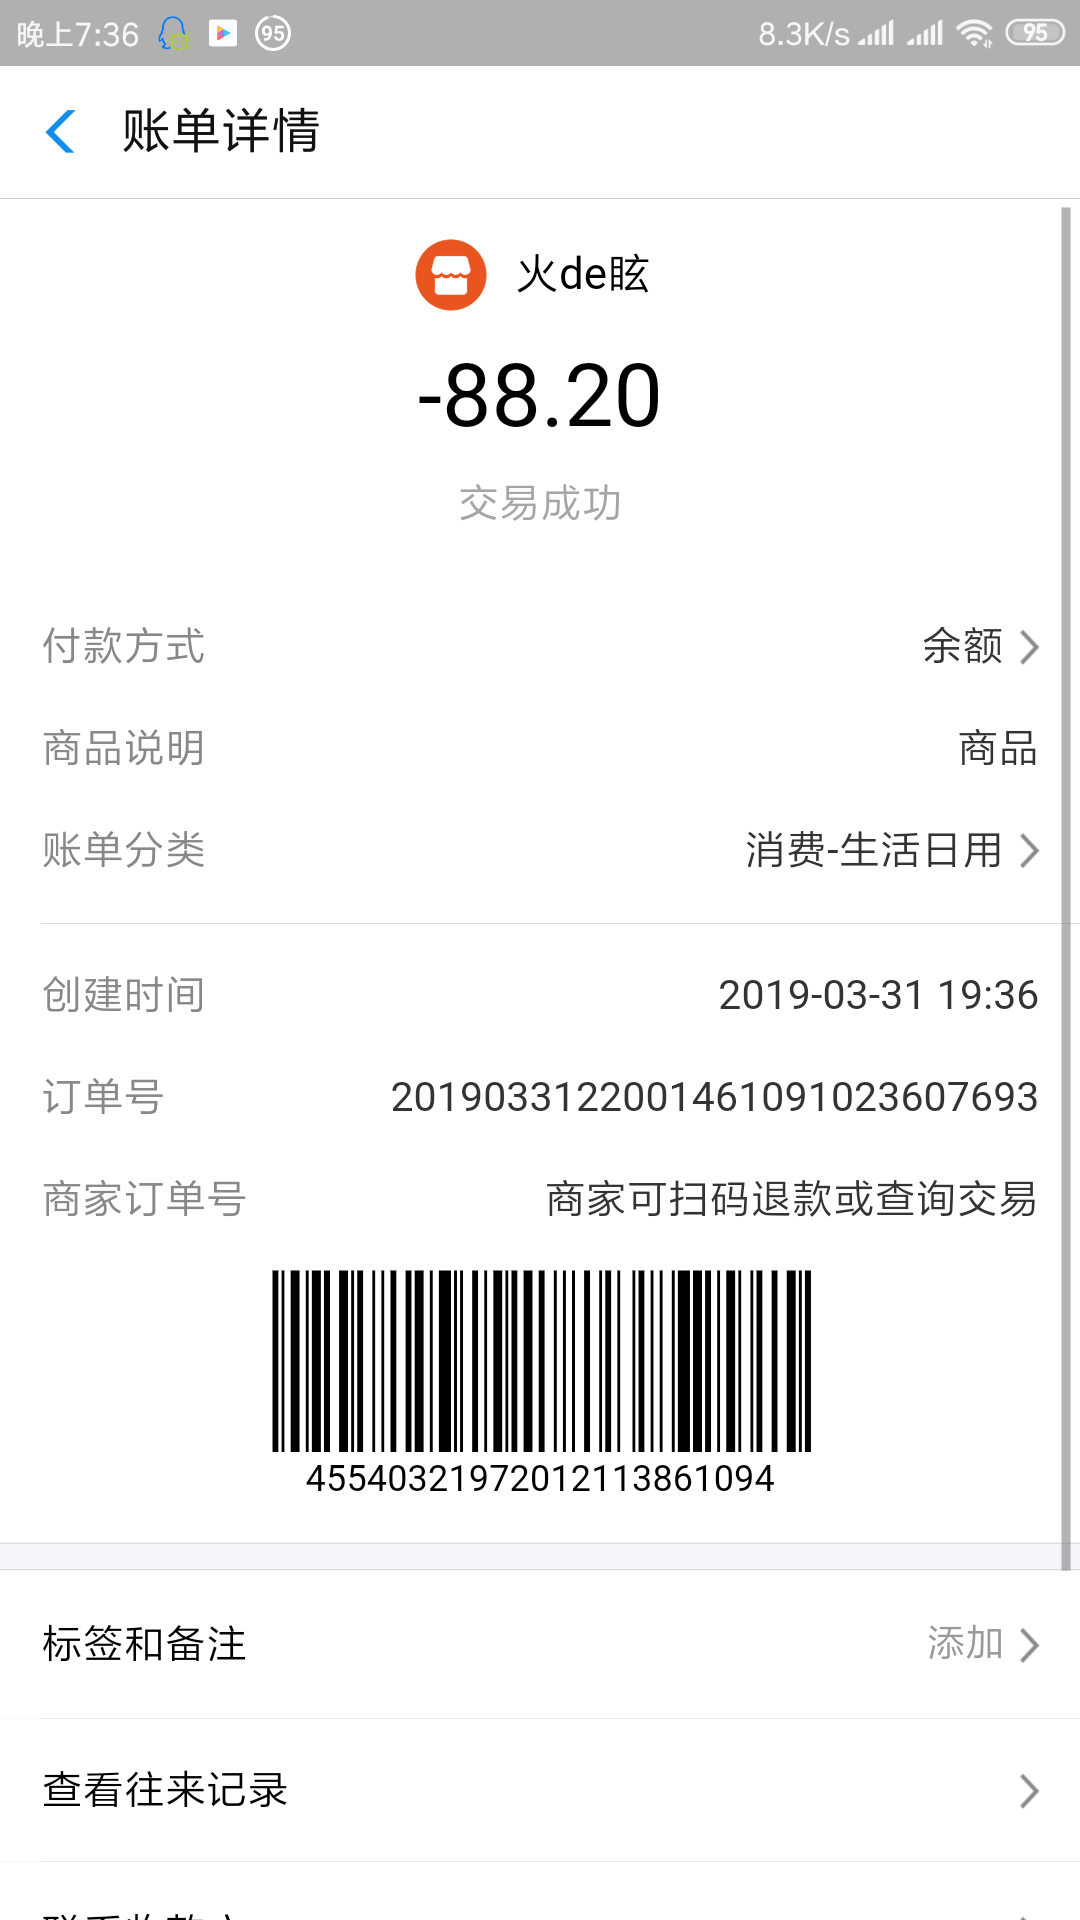 晚上7:36 95 8.3K/s 95
账单详情
火de眩
-88.20
交易成功
付款方式 余额
商品说明 商品
账单分类 消费-生活日用
创建时间 2019-03-31 19:36
订单号 2019033122001461091023607693
商家订单号 商家可扫码退款或查询交易
45540321972012113861094
标签和备注 添加
查看往来记录